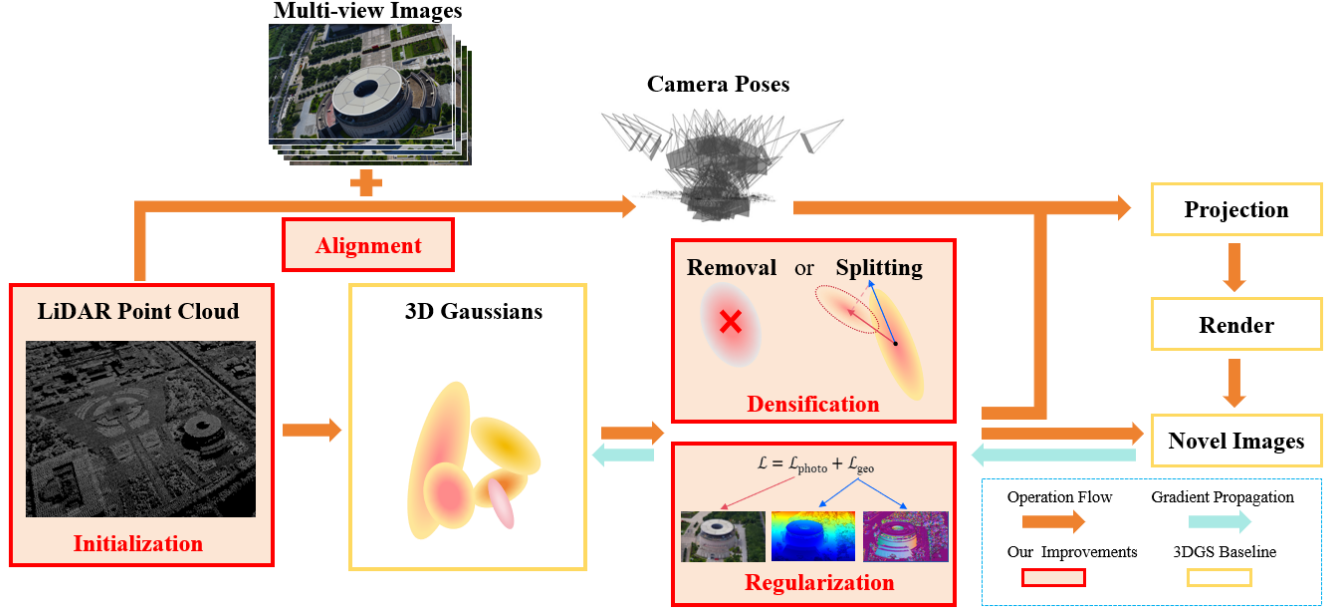 Multi-view Images
Camera Poses
Alignment
Projection
Removal or Splitting
LiDAR Point Cloud
3D Gaussians
Render
Densification
Novel Images
ℒ = ℒphoto + ℒgeo
Initialization
Regularization
Operation Flow
Gradient Propagation
Our Improvements
3DGS Baseline